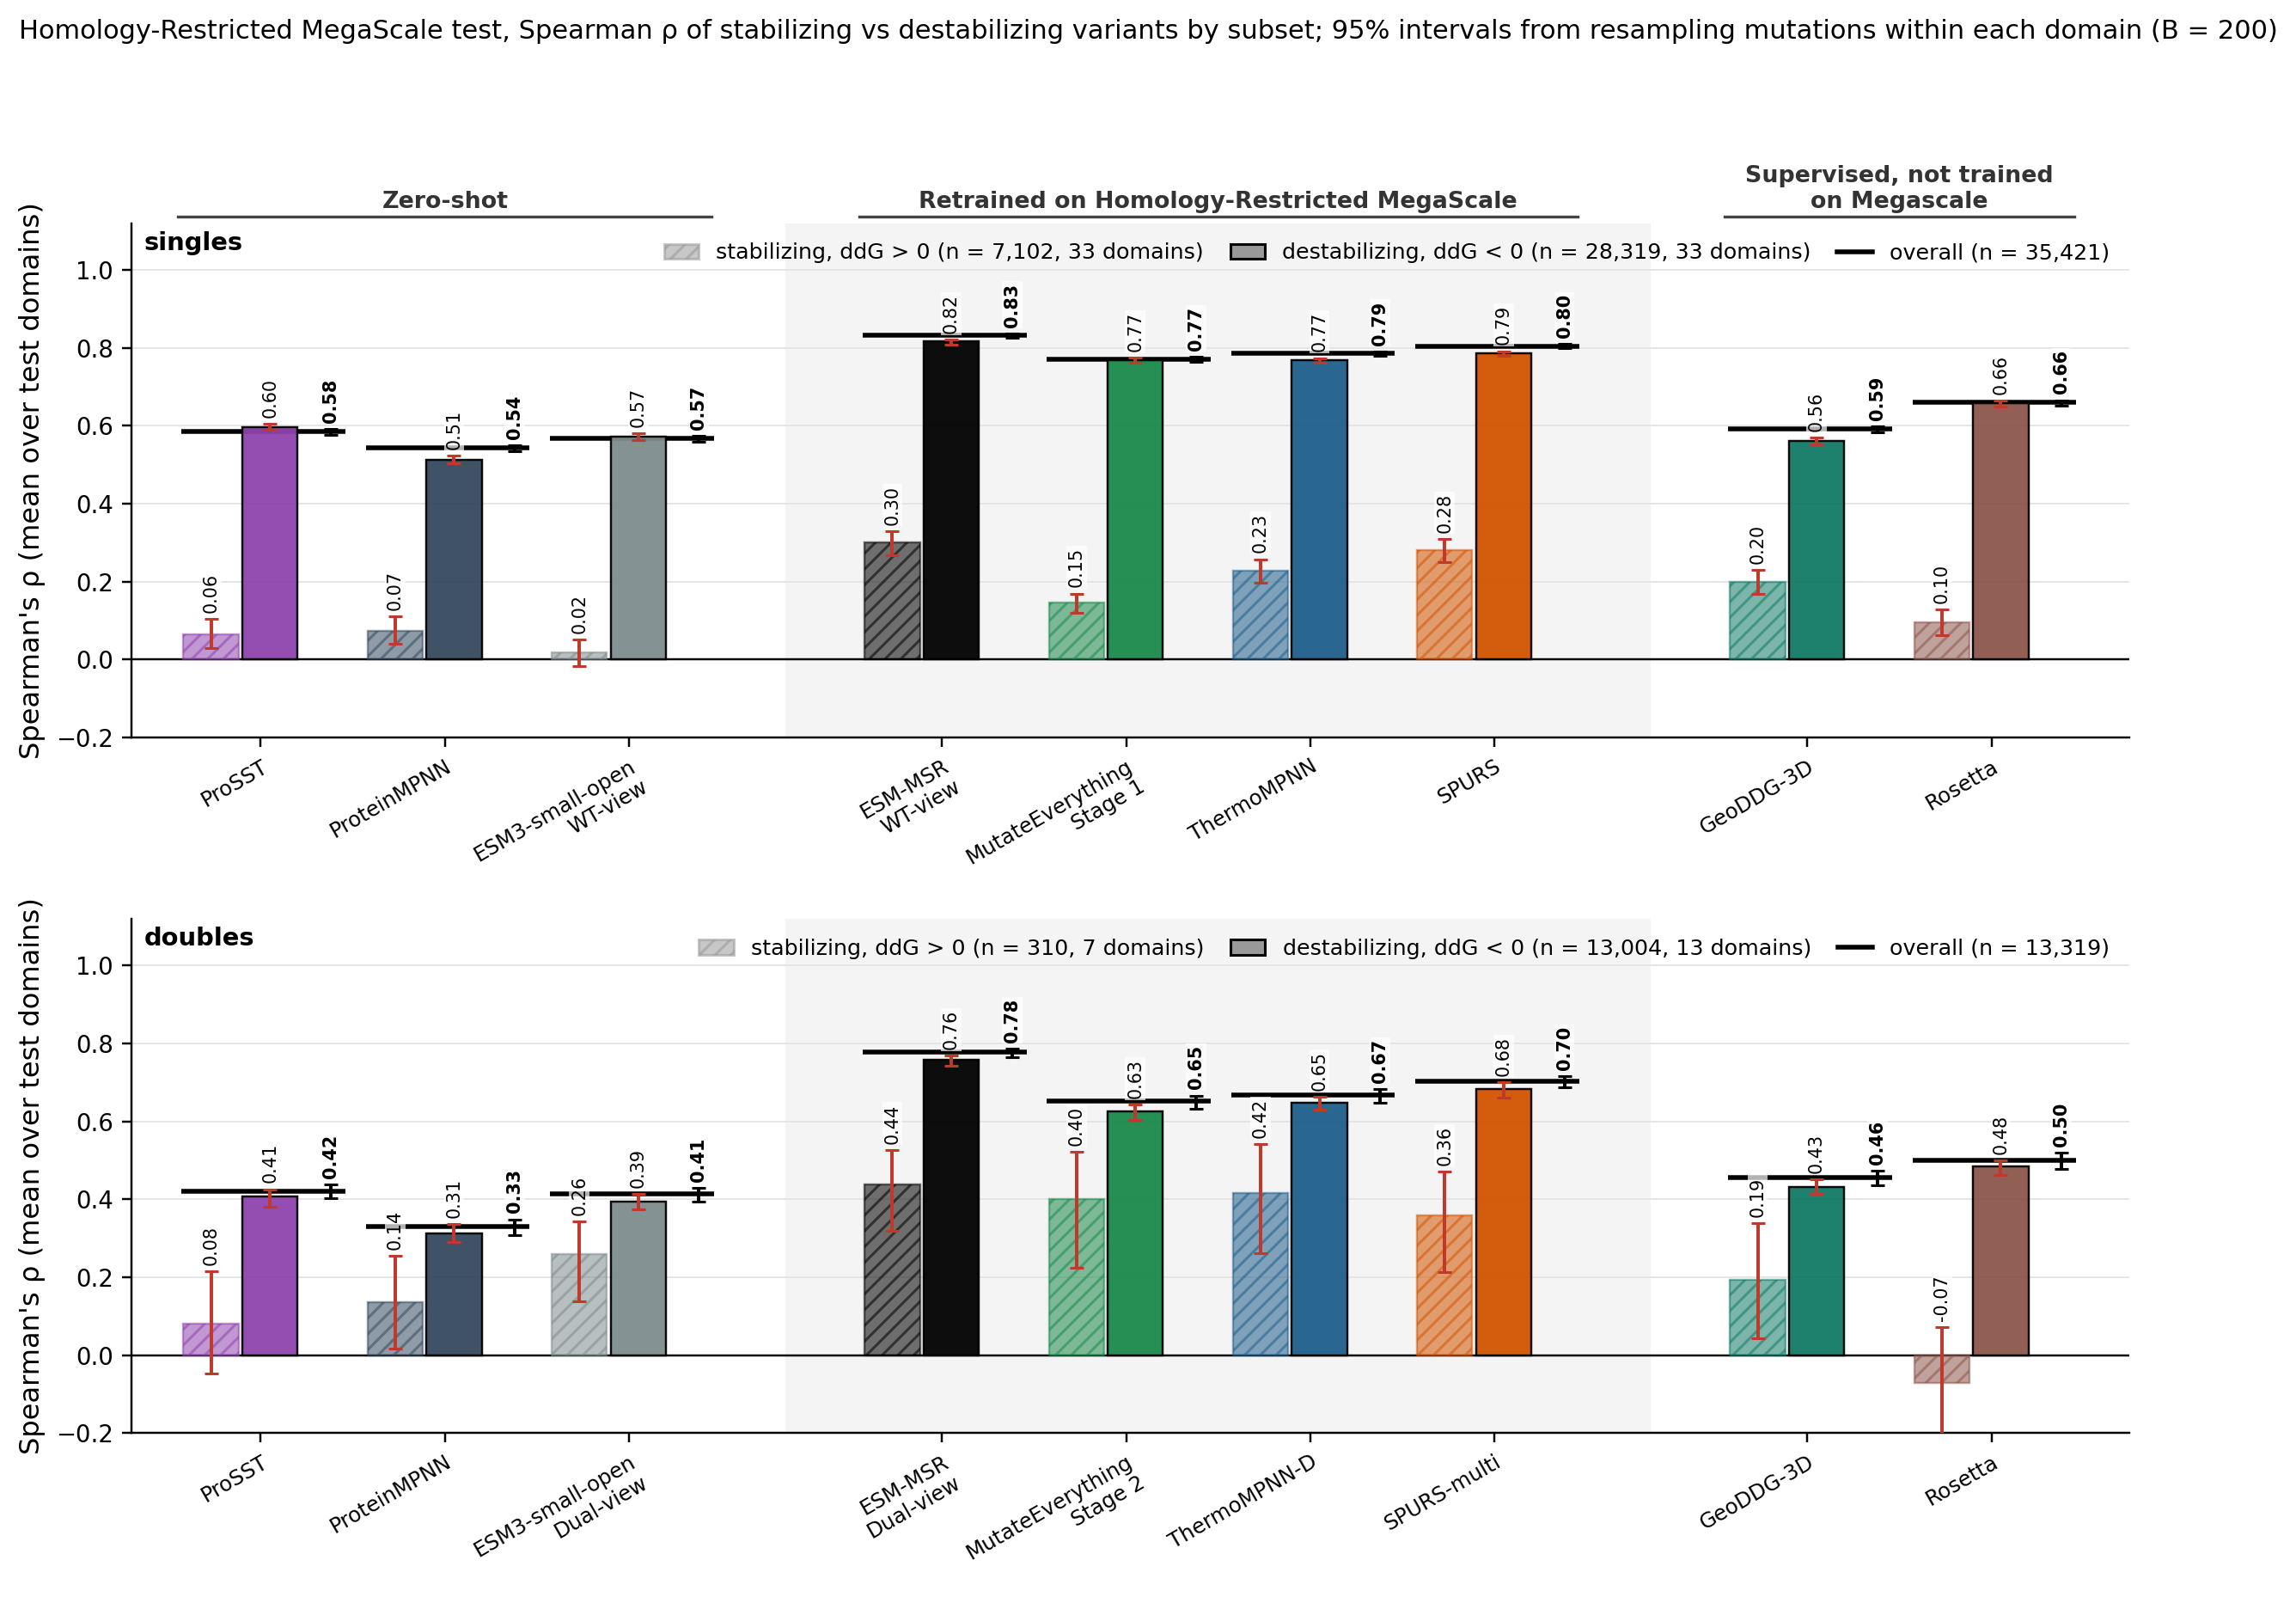 Homology-Restricted MegaScale test, Spearman ρ of stabilizing vs destabilizing variants by subset; 95% intervals from resampling mutations within each domain (B = 200)
Zero-shot
Retrained on Homology-Restricted MegaScale
Supervised, not trained
on Megascale
singles
stabilizing, ddG > 0 (n = 7,102, 33 domains)
destabilizing, ddG < 0 (n = 28,319, 33 domains)
overall (n = 35,421)
Spearman's ρ (mean over test domains)
1.0
0.8
0.6
0.4
0.2
0.0
−0.2
0.06
0.60
0.58
0.07
0.51
0.54
0.02
0.57
0.57
0.30
0.82
0.83
0.15
0.77
0.77
0.23
0.77
0.79
0.28
0.79
0.80
0.20
0.56
0.59
0.10
0.66
0.66
ProSST
ProteinMPNN
ESM3-small-open
WT-view
ESM-MSR
WT-view
MutateEverything
Stage 1
ThermoMPNN
SPURS
GeoDDG-3D
Rosetta
doubles
stabilizing, ddG > 0 (n = 310, 7 domains)
destabilizing, ddG < 0 (n = 13,004, 13 domains)
overall (n = 13,319)
Spearman's ρ (mean over test domains)
1.0
0.8
0.6
0.4
0.2
0.0
−0.2
0.08
0.41
0.42
0.14
0.31
0.33
0.26
0.39
0.41
0.44
0.76
0.78
0.40
0.63
0.65
0.42
0.65
0.67
0.36
0.68
0.70
0.19
0.43
0.46
-0.07
0.48
0.50
ProSST
ProteinMPNN
ESM3-small-open
Dual-view
ESM-MSR
Dual-view
MutateEverything
Stage 2
ThermoMPNN-D
SPURS-multi
GeoDDG-3D
Rosetta